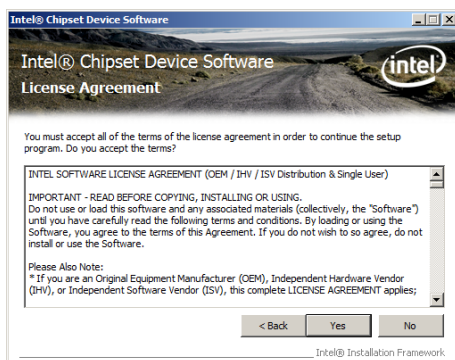 Intel® Chipset Device Software
Intel® Chipset Device Software
License Agreement
intel
You must accept all of the terms of the license agreement in order to continue the setup
program. Do you accept the terms?
INTEL SOFTWARE LICENSE AGREEMENT (OEM / IHV / ISV Distribution & Single User)
IMPORTANT - READ BEFORE COPYING, INSTALLING OR USING.
Do not use or load this software and any associated materials (collectively, the "Software")
until you have carefully read the following terms and conditions. By loading or using the
Software, you agree to the terms of this Agreement. If you do not wish to so agree, do not
install or use the Software.
Please Also Note:
* If you are an Original Equipment Manufacturer (OEM), Independent Hardware Vendor
(IHV), or Independent Software Vendor (ISV), this complete LICENSE AGREEMENT applies;
< Back Yes No
Intel® Installation Framework